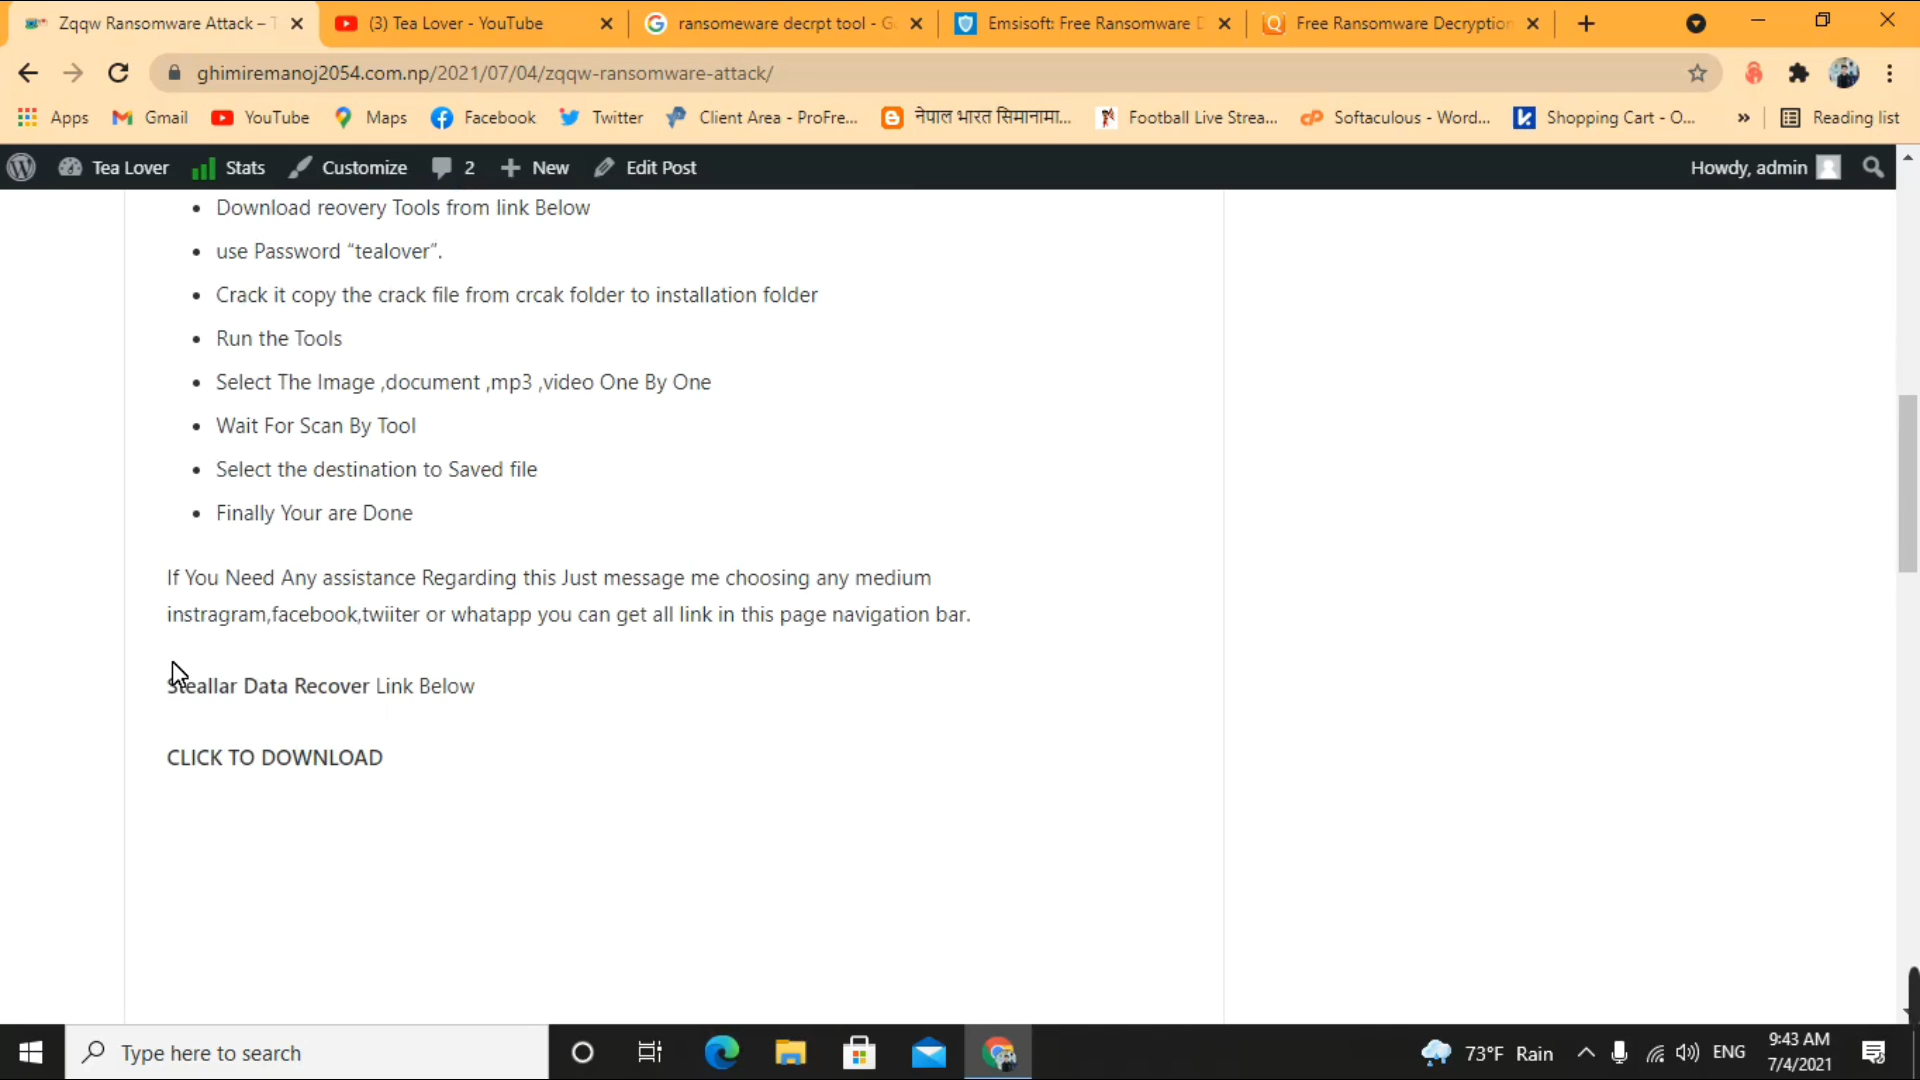 Zqqw Ransomware Attack – T
(3) Tea Lover - YouTube
ransomeware decrpt tool - G
Emsisoft: Free Ransomware D
Free Ransomware Decryption
ghimiremanoj2054.com.np/2021/07/04/zqqw-ransomware-attack/
Apps
Gmail
YouTube
Maps
Facebook
Twitter
Client Area - ProFre...
नेपाल भारत सिमानामा...
Football Live Strea...
Softaculous - Word...
Shopping Cart - O...
»
Reading list
Tea Lover
Stats
Customize
2
New
Edit Post
Howdy, admin
• Download reovery Tools from link Below
• use Password “tealover”.
• Crack it copy the crack file from crcak folder to installation folder
• Run the Tools
• Select The Image ,document ,mp3 ,video One By One
• Wait For Scan By Tool
• Select the destination to Saved file
• Finally Your are Done
If You Need Any assistance Regarding this Just message me choosing any medium
instragram,facebook,twiiter or whatapp you can get all link in this page navigation bar.
Steallar Data Recover Link Below
CLICK TO DOWNLOAD
Type here to search
73°F Rain
ENG
9:43 AM
7/4/2021